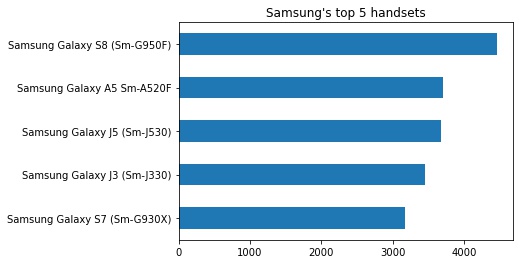 Samsung's top 5 handsets
Samsung Galaxy S8 (Sm-G950F)
Samsung Galaxy A5 Sm-A520F
Samsung Galaxy J5 (Sm-J530)
Samsung Galaxy J3 (Sm-J330)
Samsung Galaxy S7 (Sm-G930X)
0 1000 2000 3000 4000